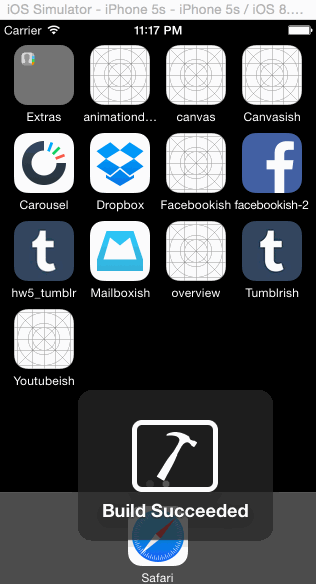 iOS Simulator - iPhone 5s - iPhone 5s / iOS 8....
Carrier 11:17 PM
Extras animationd... canvas Canvasish
Carousel Dropbox Facebookish facebookish-2
hw5_tumblr Mailboxish overview Tumblrish
Youtubeish
Build Succeeded
Safari